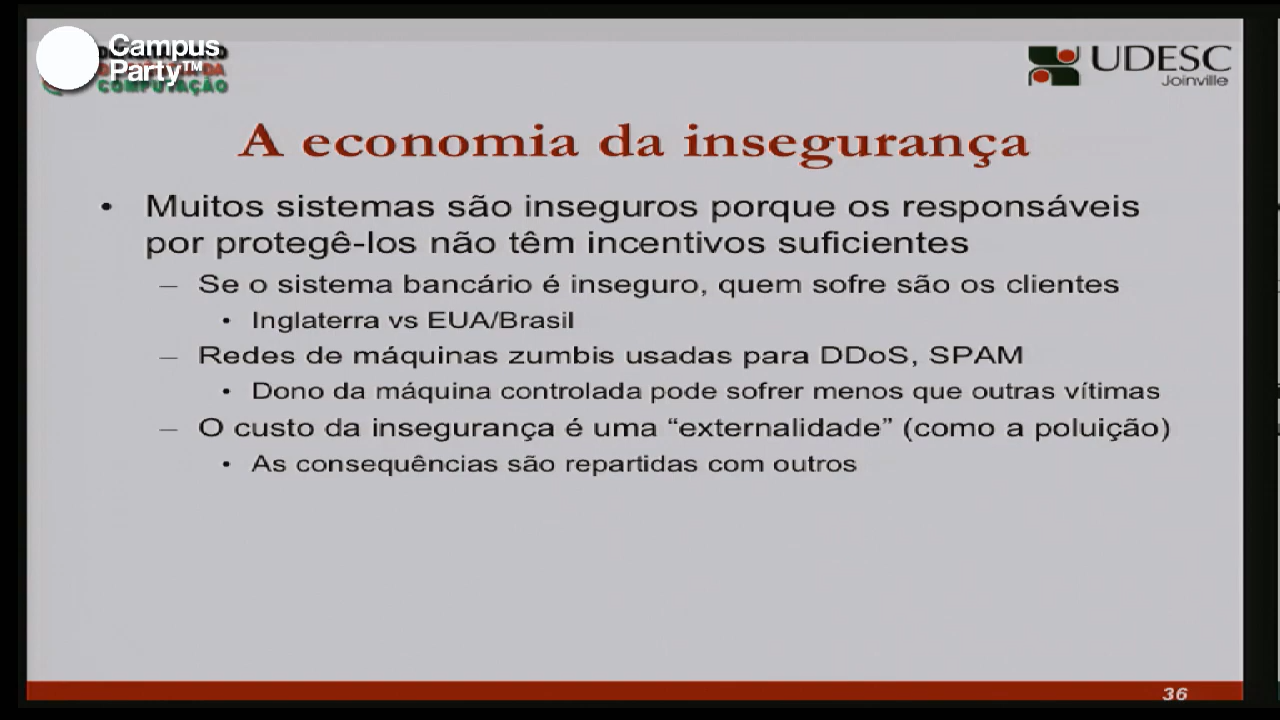 Campus
Party™
COMPUTAÇÃO
UDESC
Joinville
A economia da insegurança
• Muitos sistemas são inseguros porque os responsáveis
por protegê-los não têm incentivos suficientes
– Se o sistema bancário é inseguro, quem sofre são os clientes
• Inglaterra vs EUA/Brasil
– Redes de máquinas zumbis usadas para DDoS, SPAM
• Dono da máquina controlada pode sofrer menos que outras vítimas
– O custo da insegurança é uma “externalidade” (como a poluição)
• As consequências são repartidas com outros
36